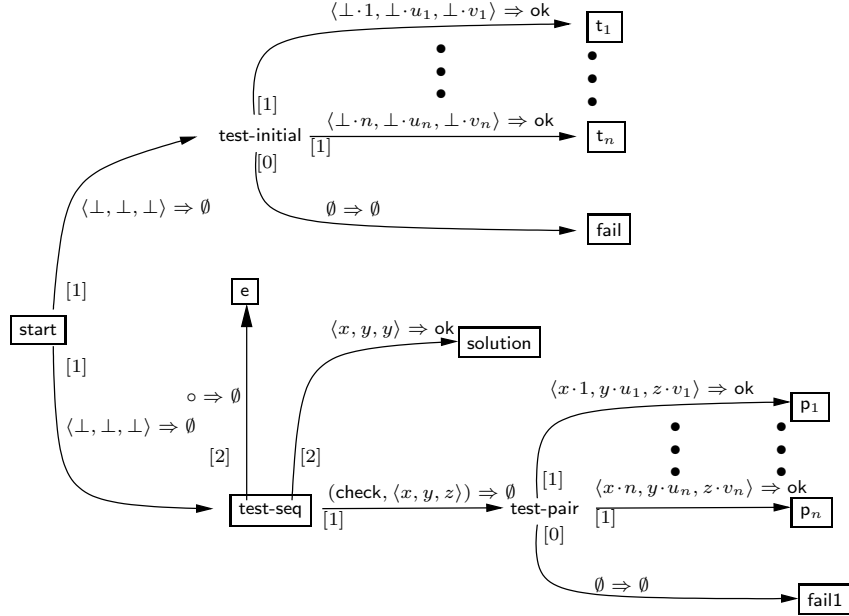 ⟨⊥·1, ⊥·u₁, ⊥·v₁⟩ ⇒ ok
t₁
[1]
⟨⊥·n, ⊥·uₙ, ⊥·vₙ⟩ ⇒ ok
test-initial
[1]
tₙ
[0]
⟨⊥, ⊥, ⊥⟩ ⇒ ∅
∅ ⇒ ∅
fail
[1]
e
start
⟨x, y, y⟩ ⇒ ok
solution
[1]
∘ ⇒ ∅
⟨x·1, y·u₁, z·v₁⟩ ⇒ ok
p₁
⟨⊥, ⊥, ⊥⟩ ⇒ ∅
[2]
[2]
[1]
(check, ⟨x, y, z⟩) ⇒ ∅
⟨x·n, y·uₙ, z·vₙ⟩ ⇒ ok
test-seq
[1]
test-pair
[1]
pₙ
[0]
∅ ⇒ ∅
fail1